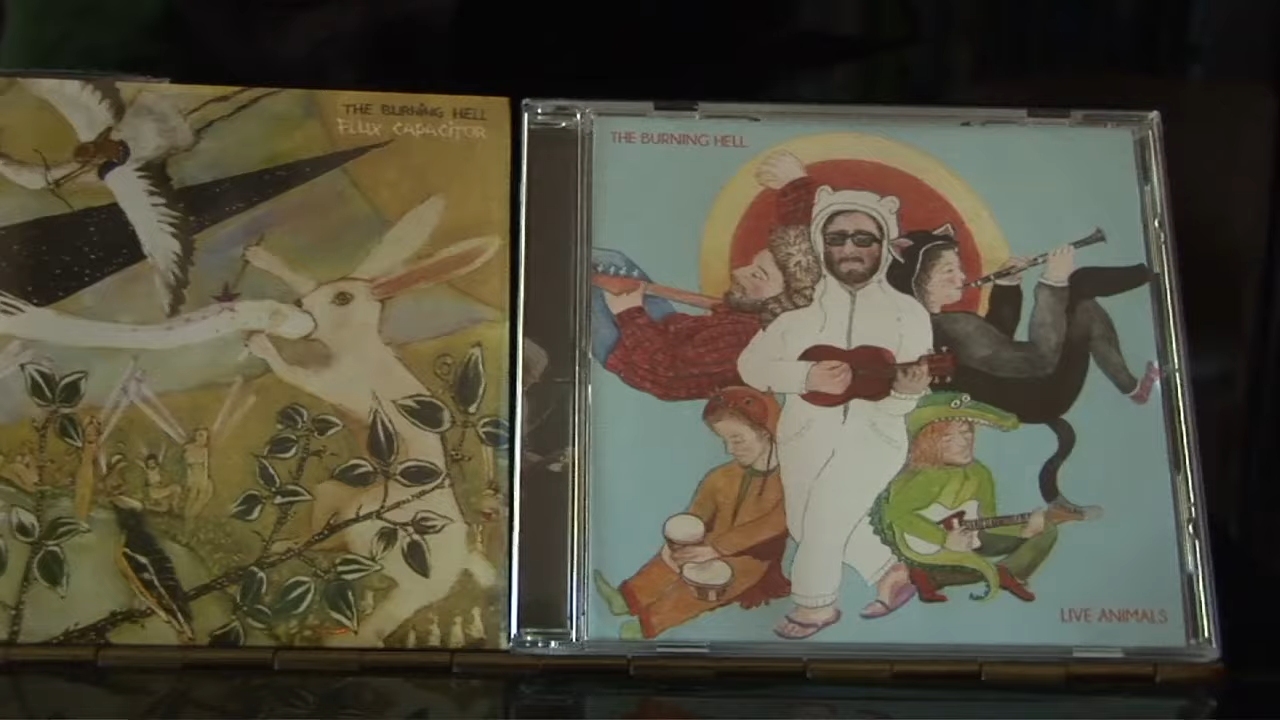 THE BURNING HELL
FLUX CAPACITOR
THE BURNING HELL
LIVE ANIMALS